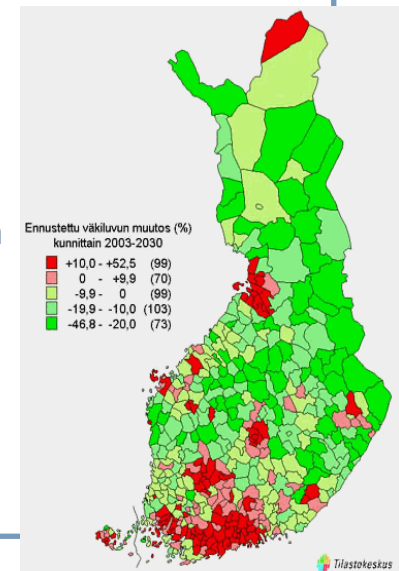 Ennustettu väkiluvun muutos (%)
kunnittain 2003-2030
+10,0 - +52,5 (99)
0 - +9,9 (70)
-9,9 - 0 (99)
-19,9 - -10,0 (103)
-46,8 - -20,0 (73)
Tilastokeskus